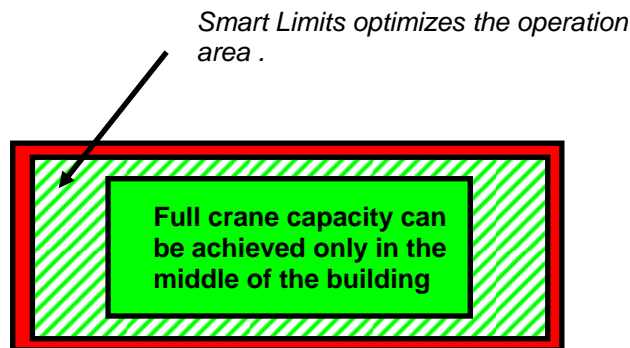 Smart Limits optimizes the operation
area .
Full crane capacity can
be achieved only in the
middle of the building